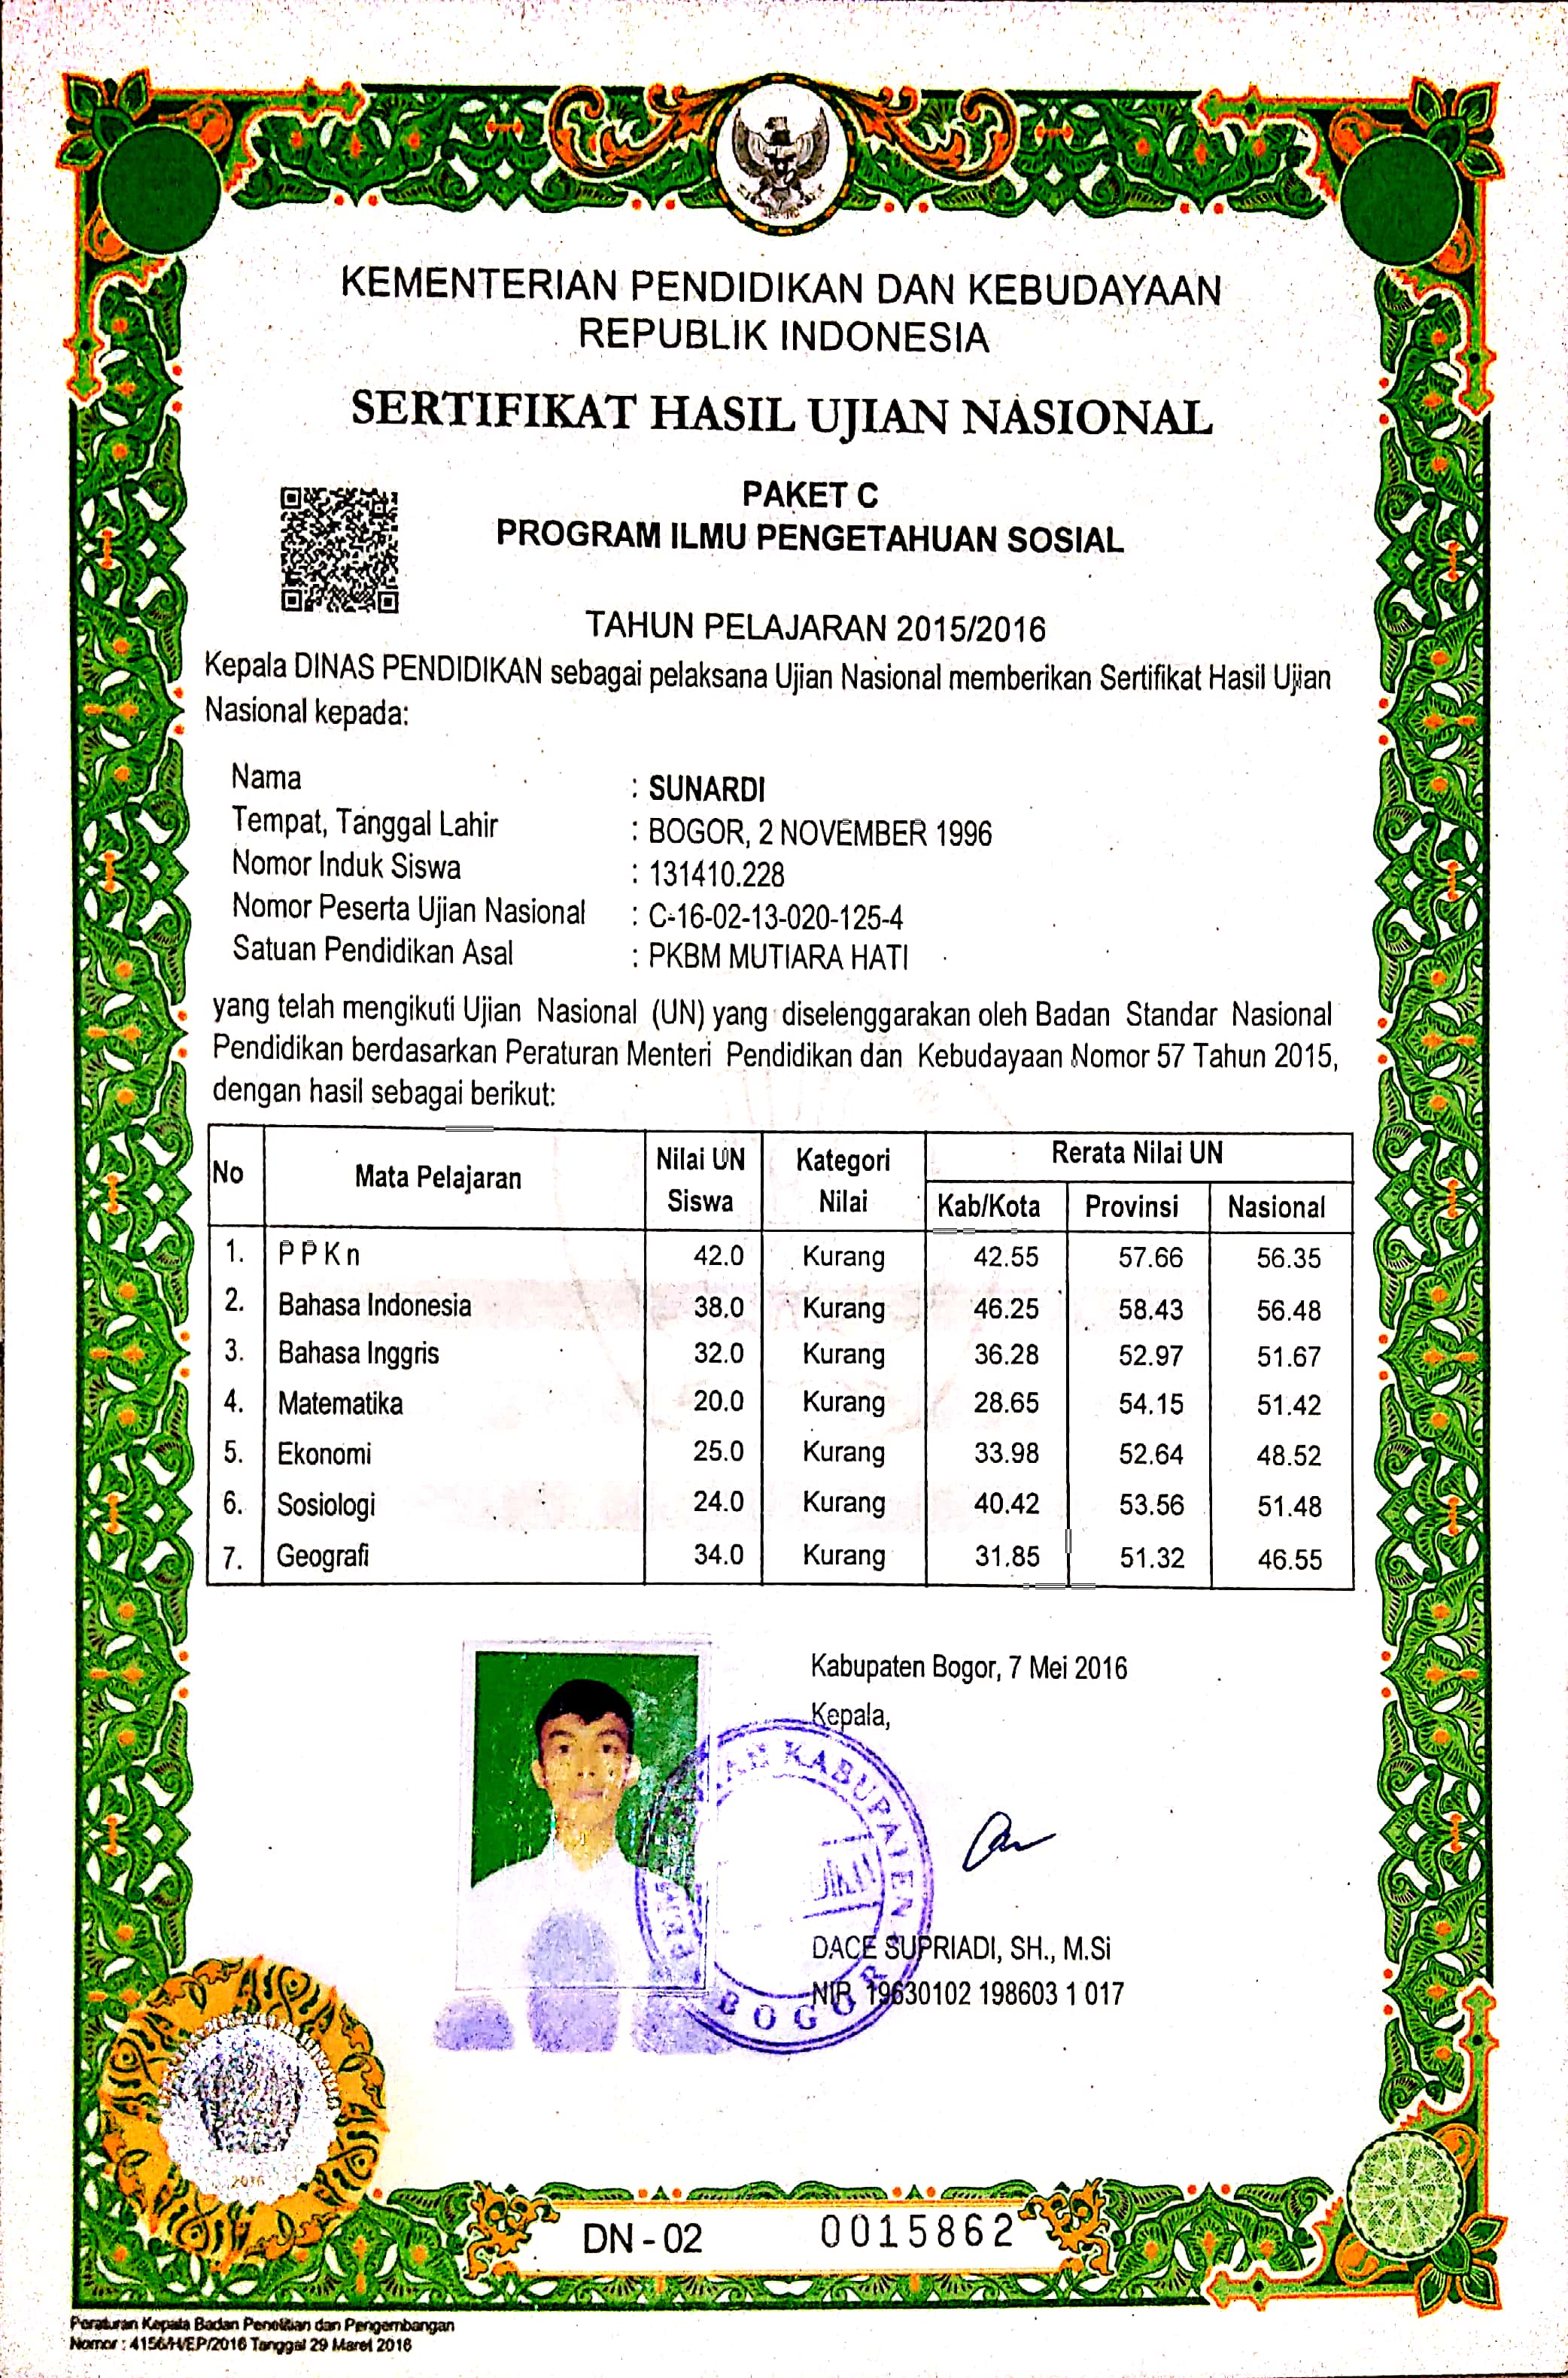 KEMENTERIAN PENDIDIKAN DAN KEBUDAYAAN
REPUBLIK INDONESIA
SERTIFIKAT HASIL UJIAN NASIONAL
PAKET C
PROGRAM ILMU PENGETAHUAN SOSIAL
TAHUN PELAJARAN 2015/2016
Kepala DINAS PENDIDIKAN sebagai pelaksana Ujian Nasional memberikan Sertifikat Hasil Ujian
Nasional kepada:
Nama : SUNARDI
Tempat, Tanggal Lahir : BOGOR, 2 NOVEMBER 1996
Nomor Induk Siswa : 131410.228
Nomor Peserta Ujian Nasional : C-16-02-13-020-125-4
Satuan Pendidikan Asal : PKBM MUTIARA HATI
yang telah mengikuti Ujian Nasional (UN) yang diselenggarakan oleh Badan Standar Nasional
Pendidikan berdasarkan Peraturan Menteri Pendidikan dan Kebudayaan Nomor 57 Tahun 2015,
dengan hasil sebagai berikut:
No Mata Pelajaran Nilai UN Siswa Kategori Nilai Rerata Nilai UN
Kab/Kota Provinsi Nasional
1. P P K n 42.0 Kurang 42.55 57.66 56.35
2. Bahasa Indonesia 38.0 Kurang 46.25 58.43 56.48
3. Bahasa Inggris 32.0 Kurang 36.28 52.97 51.67
4. Matematika 20.0 Kurang 28.65 54.15 51.42
5. Ekonomi 25.0 Kurang 33.98 52.64 48.52
6. Sosiologi 24.0 Kurang 40.42 53.56 51.48
7. Geografi 34.0 Kurang 31.85 51.32 46.55
Kabupaten Bogor, 7 Mei 2016
Kepala,
KABUPATEN
BOGOR
DACE SUPRIADI, SH., M.Si
NIP. 19630102 198603 1 017
2016
DN - 02 0015862
Peraturan Kepala Badan Penelitian dan Pengembangan
Nomor : 4156/H/EP/2016 Tanggal 29 Maret 2016